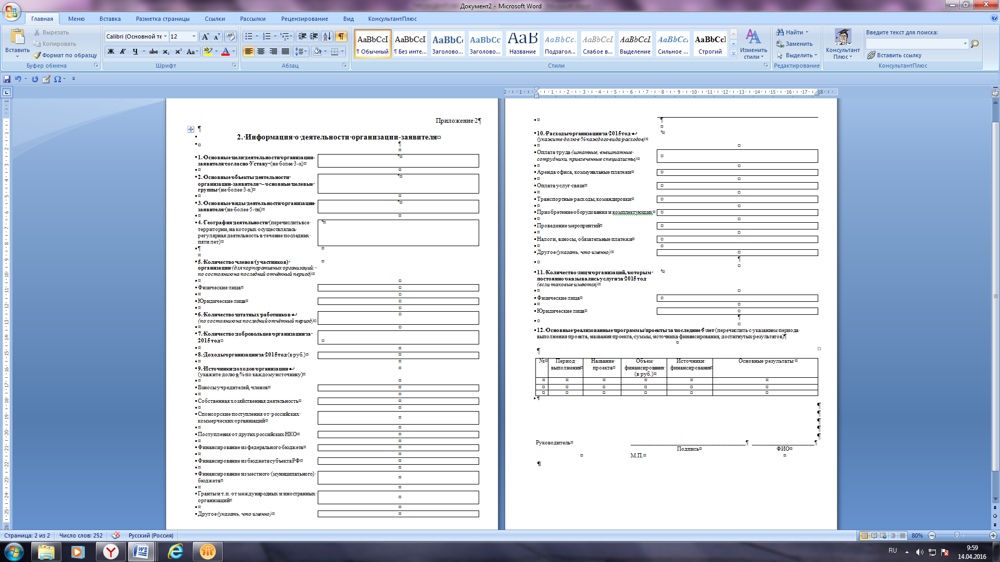 Документ2 - Microsoft Word
Главная Меню Вставка Разметка страницы Ссылки Рассылки Рецензирование Вид КонсультантПлюс
Вставить
Вырезать
Копировать
Формат по образцу
Буфер обмена
Calibri (Основной те 12
Ж К Ч abc x₂ x² Aa
Шрифт
Абзац
AaBbCcI AaBbCcI AaBbC AaBbCc AaB AaBbCc AaBbCcI AaBbCcI AaBbCcI AaBbCcI
¶ Обычный ¶ Без инте... Заголово... Заголово... Название Подзагол... Слабое в... Выделение Сильное ... Строгий
Стили
Изменить стили
Найти
Заменить
Выделить
Редактирование
Консультант Плюс
Введите текст для поиска:
Вставить ссылку
КонсультантПлюс
Приложение 2
2. Информация о деятельности организации-заявителя
1. Основные цели деятельности организации-
заявителя согласно Уставу (не более 3-х)
2. Основные объекты деятельности
организации-заявителя – основные целевые
группы (не более 3-х)
3. Основные виды деятельности организации-
заявителя (не более 5-ти)
4. География деятельности (перечислить все
территории, на которых осуществлялась
регулярная деятельность в течение последних
пяти лет)
5. Количество членов (участников)
организации (для корпоративных организаций;
по состоянию на последний отчётный период)
Физические лица
Юридические лица
6. Количество штатных работников
(по состоянию на последний отчётный период)
7. Количество добровольцев организации за
2015 год
8. Доходы организации за 2015 год (в руб.)
9. Источники доходов организации
(укажите долю в % по каждому источнику)
Взносы учредителей, членов
Собственная хозяйственная деятельность
Спонсорские поступления от российских
коммерческих организаций
Поступления от других российских НКО
Финансирование из федерального бюджета
Финансирование из бюджета субъекта РФ
Финансирование из местного (муниципального)
бюджета
Гранты и т.п. от международных и иностранных
организаций
Другое (указать, что именно)
10. Расходы организации за 2015 год
(укажите долю в % каждого вида расходов)
Оплата труда (штатные, внештатные
сотрудники, привлеченные специалисты)
Аренда офиса, коммунальные платежи
Оплата услуг связи
Транспортные расходы, командировки
Приобретение оборудования и комплектующих
Проведение мероприятий
Налоги, взносы, обязательные платежи
Другое (указать, что именно)
11. Количество лиц и организаций, которым
постоянно оказывались услуги за 2015 год
(если таковые имеются)
Физические лица
Юридические лица
12. Основные реализованные программы/проекты за последние 5 лет (перечислить с указанием периода
выполнения проекта, названия проекта, суммы, источника финансирования, достигнутых результатов)
№ Период Название Объем Источники Основные результаты
выполнения проекта финансирования финансирования
(в руб.)
Руководитель
Подпись ФИО
М.П.
Страница: 2 из 2 Число слов: 252 Русский (Россия) 80%
RU
9:59
14.04.2016